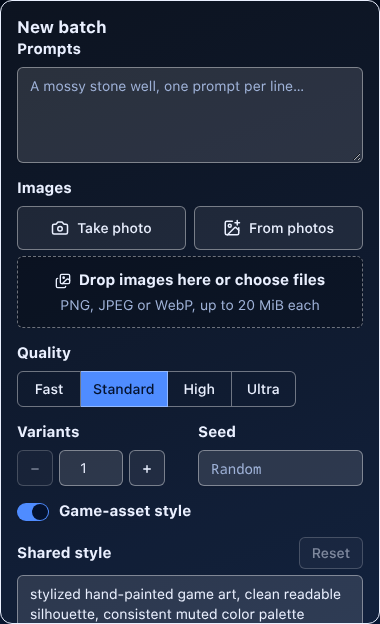 New batch
Prompts
A mossy stone well, one prompt per line…
Images
Take photo
From photos
Drop images here or choose files
PNG, JPEG or WebP, up to 20 MiB each
Quality
Fast
Standard
High
Ultra
Variants
Seed
−
1
+
Random
Game-asset style
Shared style
Reset
stylized hand-painted game art, clean readable
silhouette, consistent muted color palette